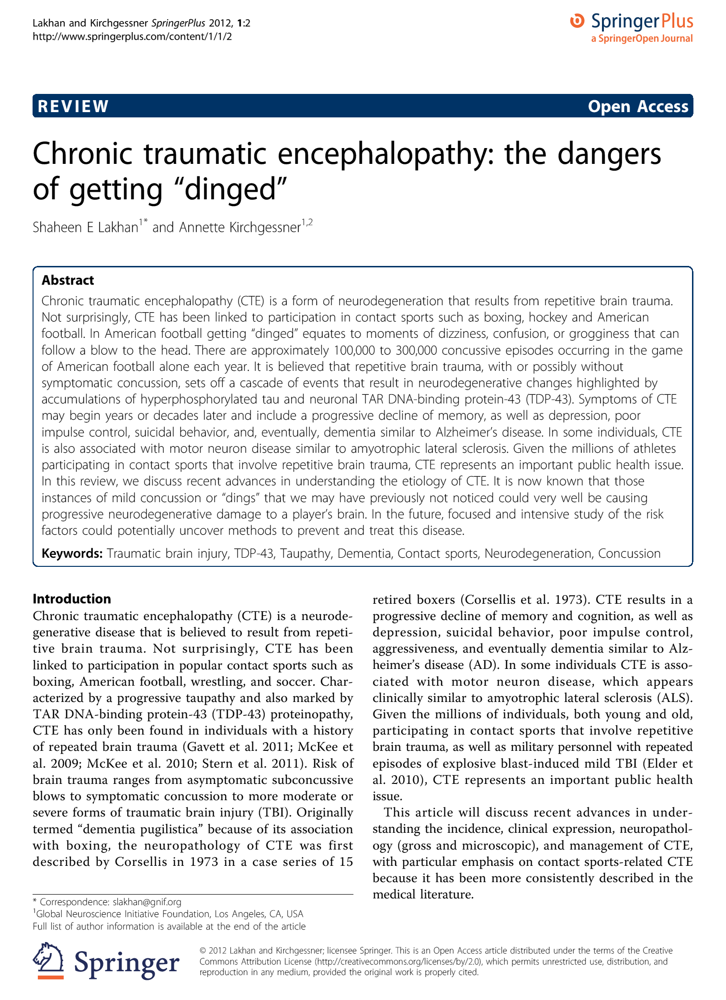 Lakhan and Kirchgessner SpringerPlus 2012, 1:2
http://www.springerplus.com/content/1/1/2
SpringerPlus
a SpringerOpen Journal
REVIEW
Open Access
Chronic traumatic encephalopathy: the dangers
of getting “dinged”
Shaheen E Lakhan1* and Annette Kirchgessner1,2
Abstract
Chronic traumatic encephalopathy (CTE) is a form of neurodegeneration that results from repetitive brain trauma.
Not surprisingly, CTE has been linked to participation in contact sports such as boxing, hockey and American
football. In American football getting “dinged” equates to moments of dizziness, confusion, or grogginess that can
follow a blow to the head. There are approximately 100,000 to 300,000 concussive episodes occurring in the game
of American football alone each year. It is believed that repetitive brain trauma, with or possibly without
symptomatic concussion, sets off a cascade of events that result in neurodegenerative changes highlighted by
accumulations of hyperphosphorylated tau and neuronal TAR DNA-binding protein-43 (TDP-43). Symptoms of CTE
may begin years or decades later and include a progressive decline of memory, as well as depression, poor
impulse control, suicidal behavior, and, eventually, dementia similar to Alzheimer’s disease. In some individuals, CTE
is also associated with motor neuron disease similar to amyotrophic lateral sclerosis. Given the millions of athletes
participating in contact sports that involve repetitive brain trauma, CTE represents an important public health issue.
In this review, we discuss recent advances in understanding the etiology of CTE. It is now known that those
instances of mild concussion or “dings” that we may have previously not noticed could very well be causing
progressive neurodegenerative damage to a player’s brain. In the future, focused and intensive study of the risk
factors could potentially uncover methods to prevent and treat this disease.
Keywords: Traumatic brain injury, TDP-43, Taupathy, Dementia, Contact sports, Neurodegeneration, Concussion
Introduction
Chronic traumatic encephalopathy (CTE) is a neurode-
generative disease that is believed to result from repeti-
tive brain trauma. Not surprisingly, CTE has been
linked to participation in popular contact sports such as
boxing, American football, wrestling, and soccer. Char-
acterized by a progressive taupathy and also marked by
TAR DNA-binding protein-43 (TDP-43) proteinopathy,
CTE has only been found in individuals with a history
of repeated brain trauma (Gavett et al. 2011; McKee et
al. 2009; McKee et al. 2010; Stern et al. 2011). Risk of
brain trauma ranges from asymptomatic subconcussive
blows to symptomatic concussion to more moderate or
severe forms of traumatic brain injury (TBI). Originally
termed “dementia pugilistica” because of its association
with boxing, the neuropathology of CTE was first
described by Corsellis in 1973 in a case series of 15
retired boxers (Corsellis et al. 1973). CTE results in a
progressive decline of memory and cognition, as well as
depression, suicidal behavior, poor impulse control,
aggressiveness, and eventually dementia similar to Alz-
heimer’s disease (AD). In some individuals CTE is asso-
ciated with motor neuron disease, which appears
clinically similar to amyotrophic lateral sclerosis (ALS).
Given the millions of individuals, both young and old,
participating in contact sports that involve repetitive
brain trauma, as well as military personnel with repeated
episodes of explosive blast-induced mild TBI (Elder et
al. 2010), CTE represents an important public health
issue.
This article will discuss recent advances in under-
standing the incidence, clinical expression, neuropathol-
ogy (gross and microscopic), and management of CTE,
with particular emphasis on contact sports-related CTE
because it has been more consistently described in the
medical literature.
* Correspondence: slakhan@gnif.org
1Global Neuroscience Initiative Foundation, Los Angeles, CA, USA
Full list of author information is available at the end of the article
Springer
© 2012 Lakhan and Kirchgessner; licensee Springer. This is an Open Access article distributed under the terms of the Creative
Commons Attribution License (http://creativecommons.org/licenses/by/2.0), which permits unrestricted use, distribution, and
reproduction in any medium, provided the original work is properly cited.